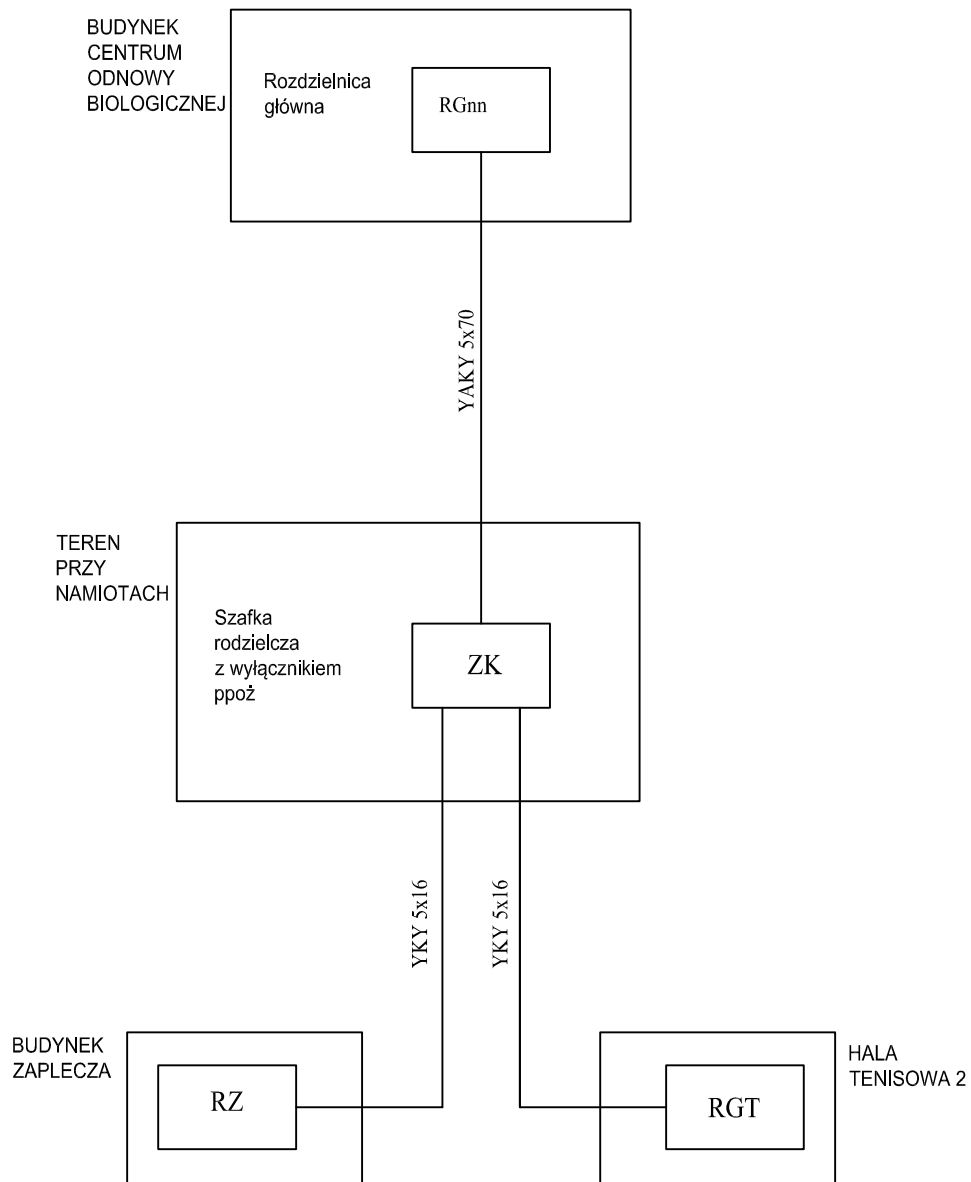 BUDYNEK
CENTRUM
ODNOWY
BIOLOGICZNEJ
Rozdzielnica
główna
RGnn
YAKY 5x70
TEREN
PRZY
NAMIOTACH
Szafka
rodzielcza
z wyłącznikiem
ppoż
ZK
YKY 5x16
YKY 5x16
BUDYNEK
ZAPLECZA
RZ
RGT
HALA
TENISOWA 2